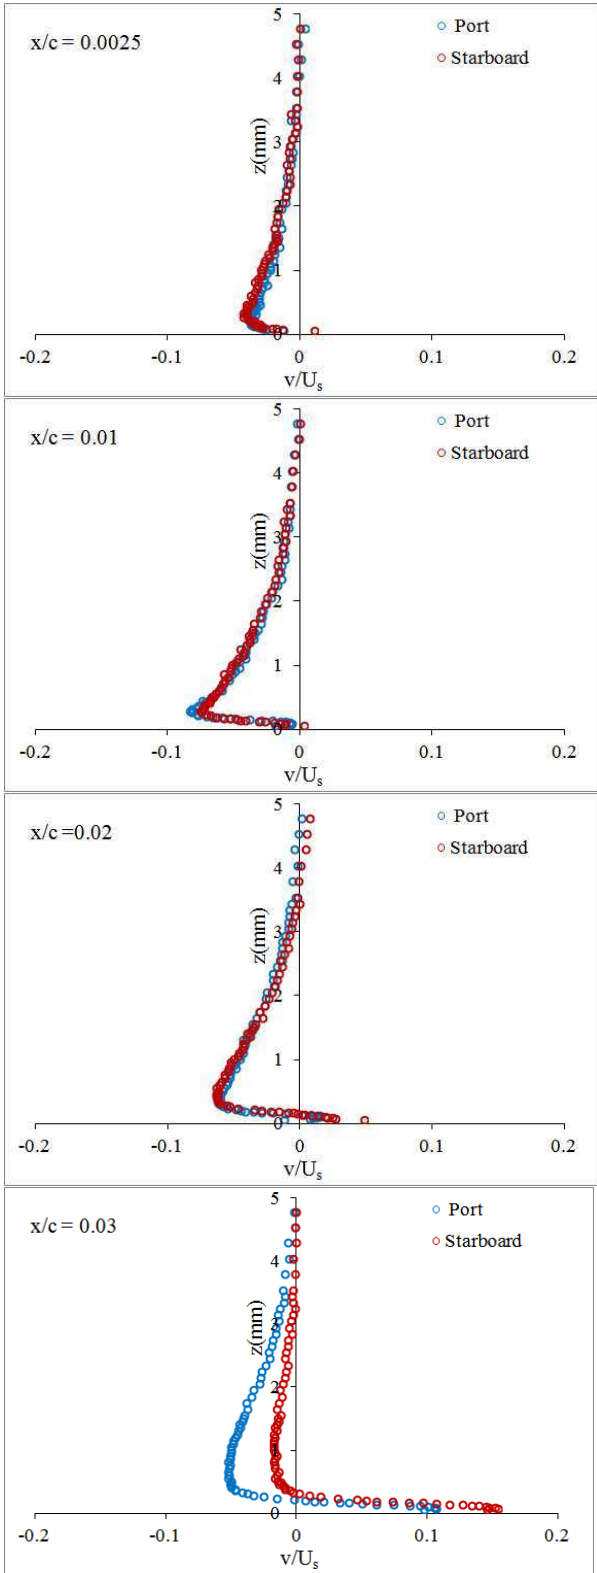 5
x/c = 0.0025
Port
Starboard
4
z(mm)
3
2
1
0
-0.2 -0.1 0 0.1 0.2
v/Us
5
x/c = 0.01
Port
Starboard
4
z(mm)
3
2
1
0
-0.2 -0.1 0 0.1 0.2
v/Us
5
x/c =0.02
Port
Starboard
4
z(mm)
3
2
1
0
-0.2 -0.1 0 0.1 0.2
v/Us
5
x/c = 0.03
Port
Starboard
4
z(mm)
3
2
1
0
-0.2 -0.1 0 0.1 0.2
v/Us